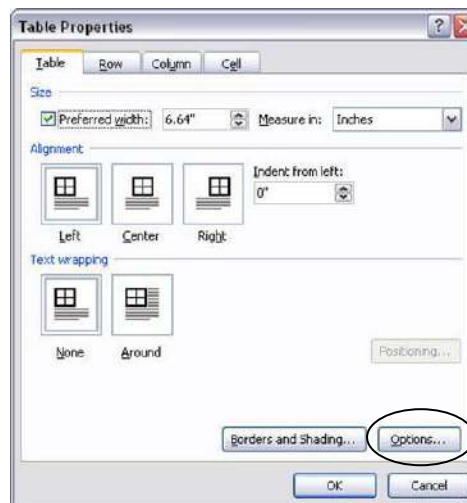 Table Properties
Table Row Column Cell
Size
Preferred width: 6.64" Measure in: Inches
Alignment
Indent from left:
0"
Left Center Right
Text wrapping
None Around
Positioning...
Borders and Shading... Options...
OK Cancel